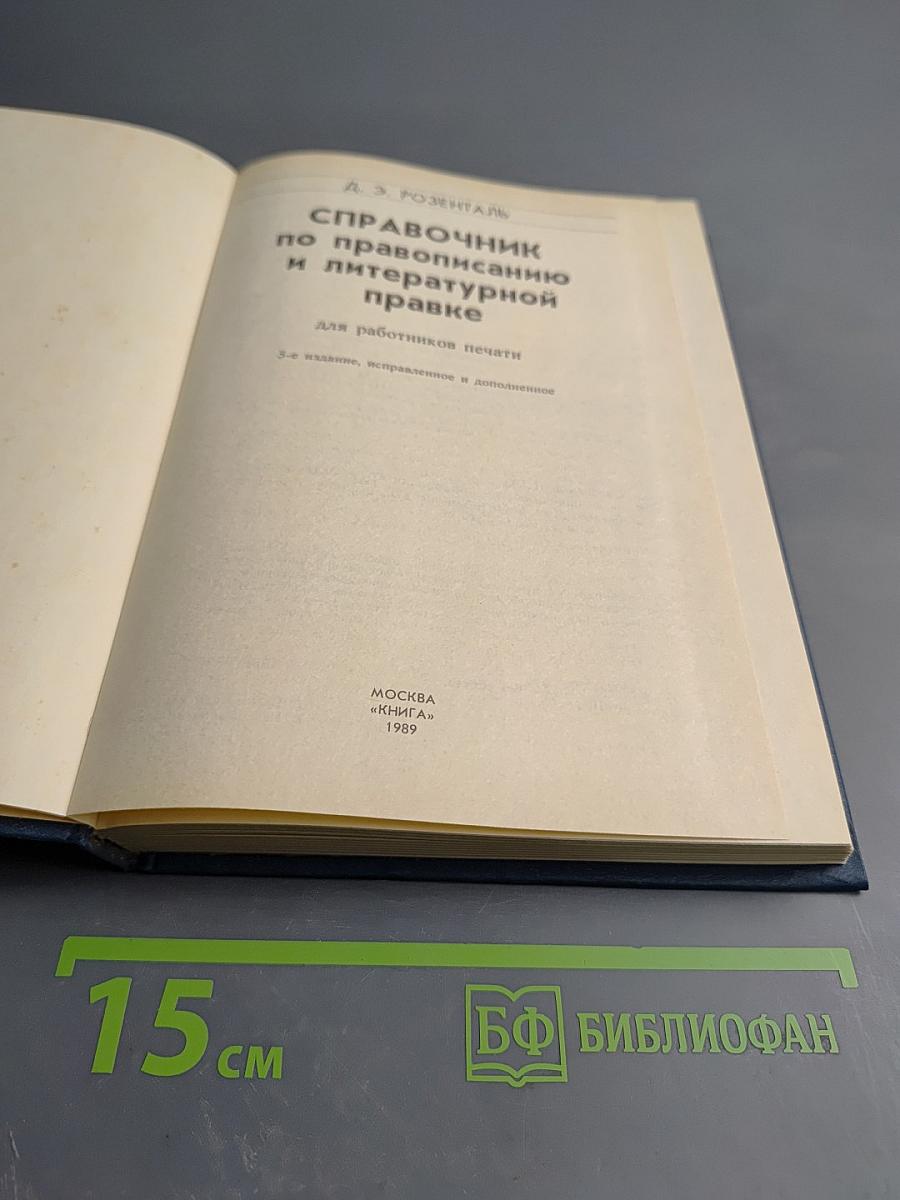 Д. Э. РОЗЕНТАЛЬ
СПРАВОЧНИК
по правописанию
и литературной
правке
для работников печати
5-е издание, исправленное и дополненное
МОСКВА
«КНИГА»
1989
15 см
БФ БИБЛИОФАН